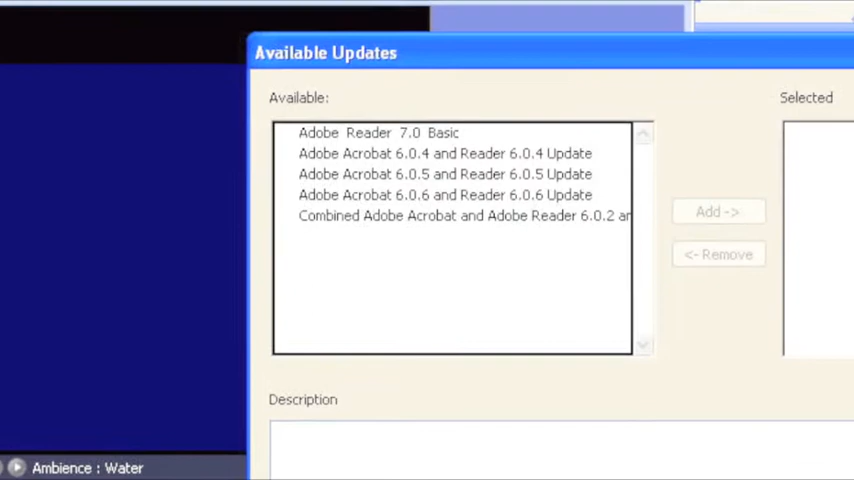 Available Updates
Available:
Selected
Adobe Reader 7.0 Basic
Adobe Acrobat 6.0.4 and Reader 6.0.4 Update
Adobe Acrobat 6.0.5 and Reader 6.0.5 Update
Adobe Acrobat 6.0.6 and Reader 6.0.6 Update
Combined Adobe Acrobat and Adobe Reader 6.0.2 ar
Add ->
<- Remove
Description
Ambience : Water